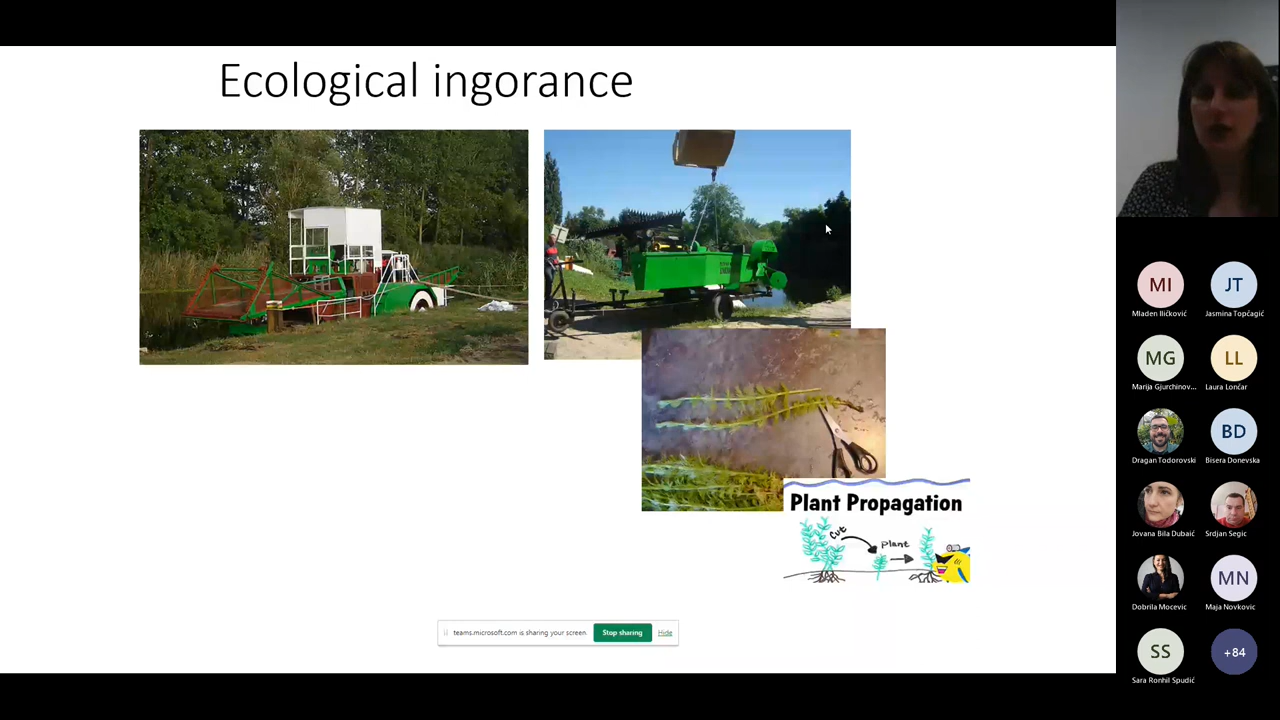 Ecological ingorance
Plant Propagation
Cut
Plant
teams.microsoft.com is sharing your screen.
Stop sharing
Hide
MI
JT
Mladen Iličković
Jasmina Topčagić
MG
LL
Marija Gjurchinov...
Laura Lončar
BD
Dragan Todorovski
Bisera Donevska
Jovana Bila Dubaić
Srdjan Segic
MN
Dobrila Mocevic
Maja Novkovic
SS
+84
Sara Ronhil Spudić